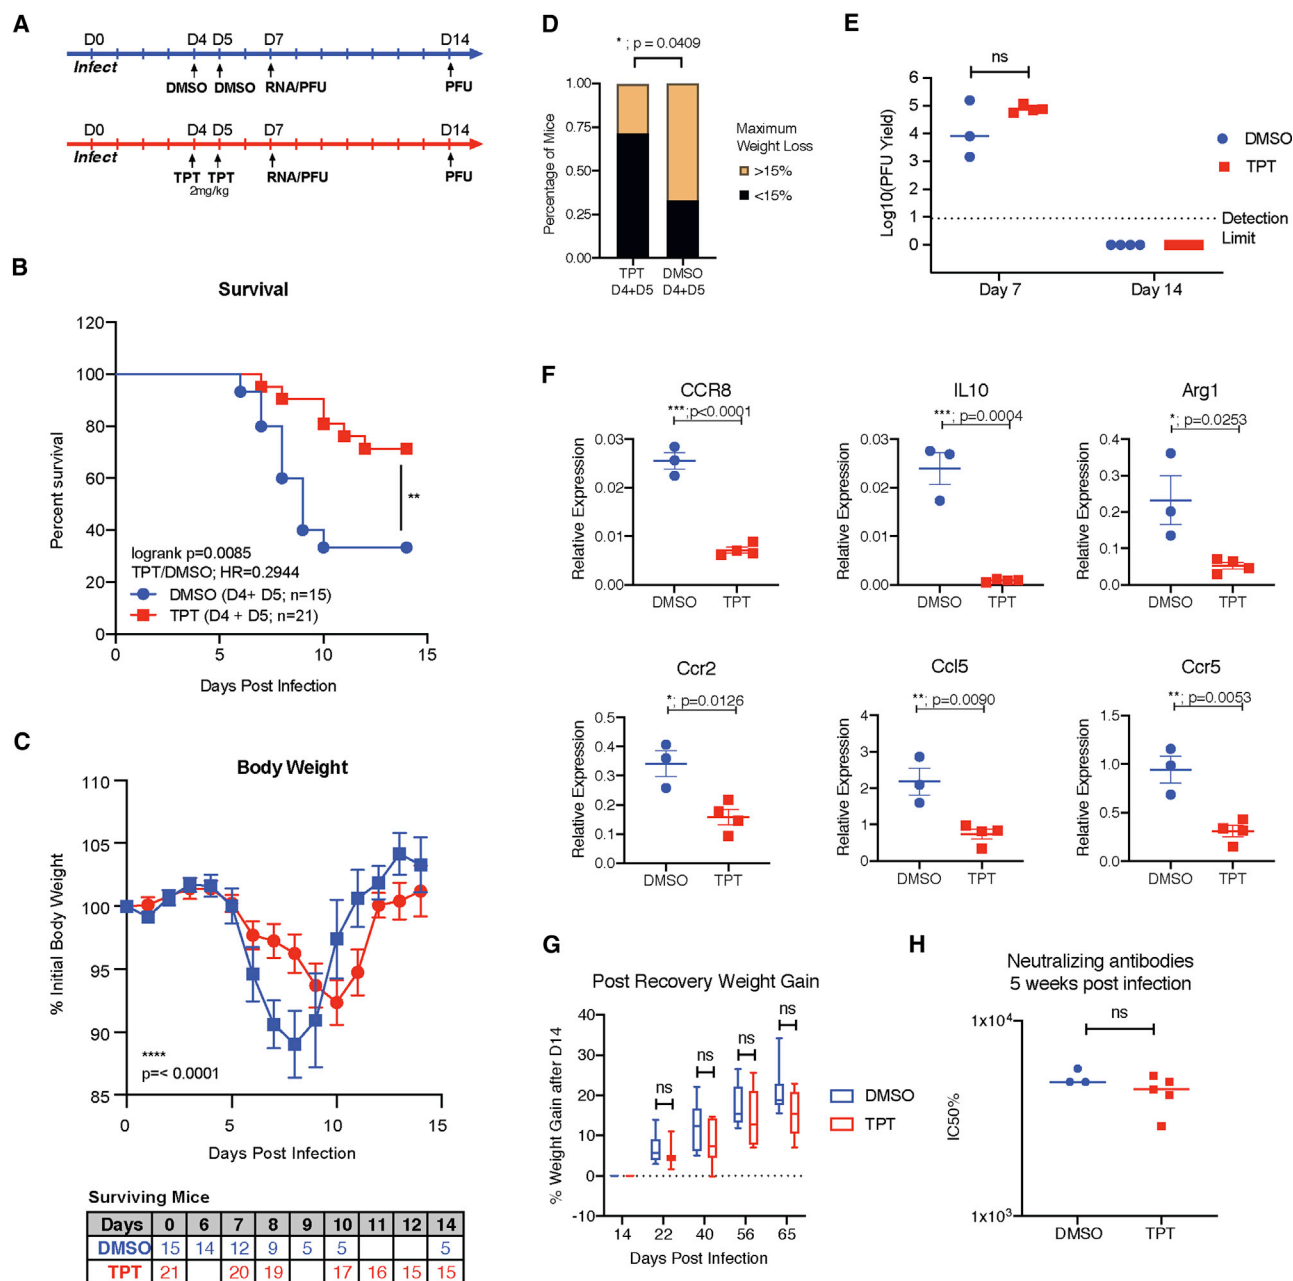 A
D0 D4 D5 D7 D14
Infect
DMSO DMSO RNA/PFU PFU
D0 D4 D5 D7 D14
Infect
TPT TPT RNA/PFU PFU
2mg/kg
B
Survival
120
100
80
60
40
20
0
Percent survival
logrank p=0.0085
TPT/DMSO; HR=0.2944
DMSO (D4+ D5; n=15)
TPT (D4 + D5; n=21)
**
0 5 10 15
Days Post Infection
C
Body Weight
110
105
100
95
90
85
% Initial Body Weight
****
p=< 0.0001
0 5 10 15
Days Post Infection
Surviving Mice
Days 0 6 7 8 9 10 11 12 14
DMSO 15 14 12 9 5 5 5
TPT 21 20 19 17 16 15 15
D
* ; p = 0.0409
1.00
0.75
0.50
0.25
0.00
Percentage of Mice
Maximum
Weight Loss
>15%
<15%
TPT DMSO
D4+D5 D4+D5
E
ns
6
5
4
3
2
1
0
Log10(PFU Yield)
DMSO
TPT
Detection
Limit
Day 7 Day 14
F
CCR8
***;p<0.0001
0.03
0.02
0.01
0.00
Relative Expression
DMSO TPT
IL10
***; p=0.0004
0.03
0.02
0.01
0.00
Relative Expression
DMSO TPT
Arg1
*; p=0.0253
0.4
0.3
0.2
0.1
0.0
Relative Expression
DMSO TPT
Ccr2
*; p=0.0126
0.5
0.4
0.3
0.2
0.1
0.0
Relative Expression
DMSO TPT
Ccl5
**; p=0.0090
4
3
2
1
0
Relative Expression
DMSO TPT
Ccr5
**; p=0.0053
1.5
1.0
0.5
0.0
Relative Expression
DMSO TPT
G
Post Recovery Weight Gain
40
30
20
10
0
-10
% Weight Gain after D14
ns
ns
ns
ns
DMSO
TPT
14 22 40 56 65
Days Post Infection
H
Neutralizing antibodies
5 weeks post infection
1x10⁴
ns
IC50%
1x10³
DMSO TPT